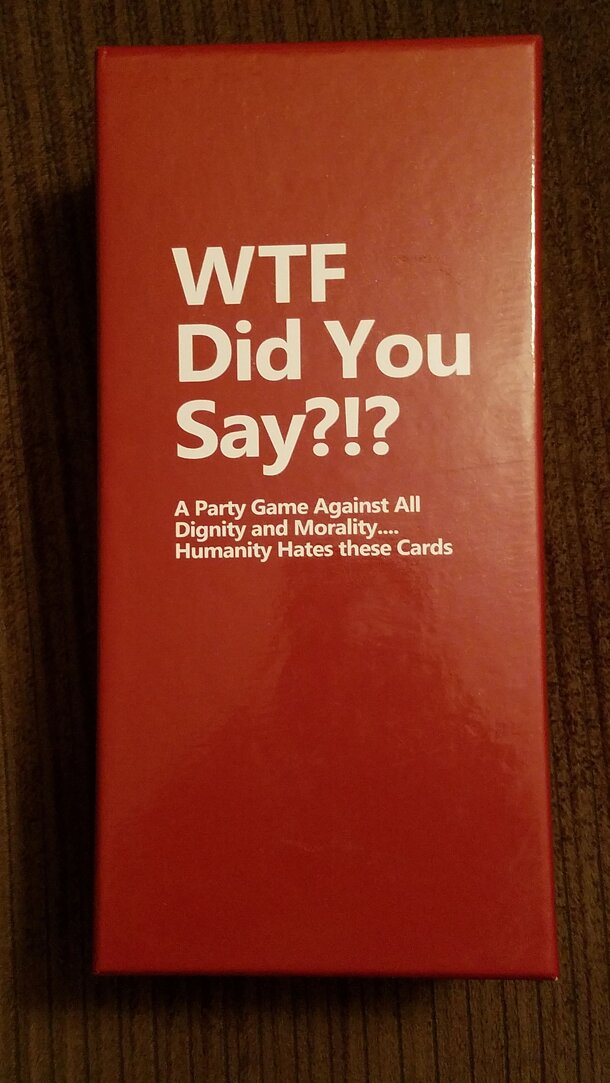 WTF
Did You
Say?!?
A Party Game Against All
Dignity and Morality....
Humanity Hates these Cards